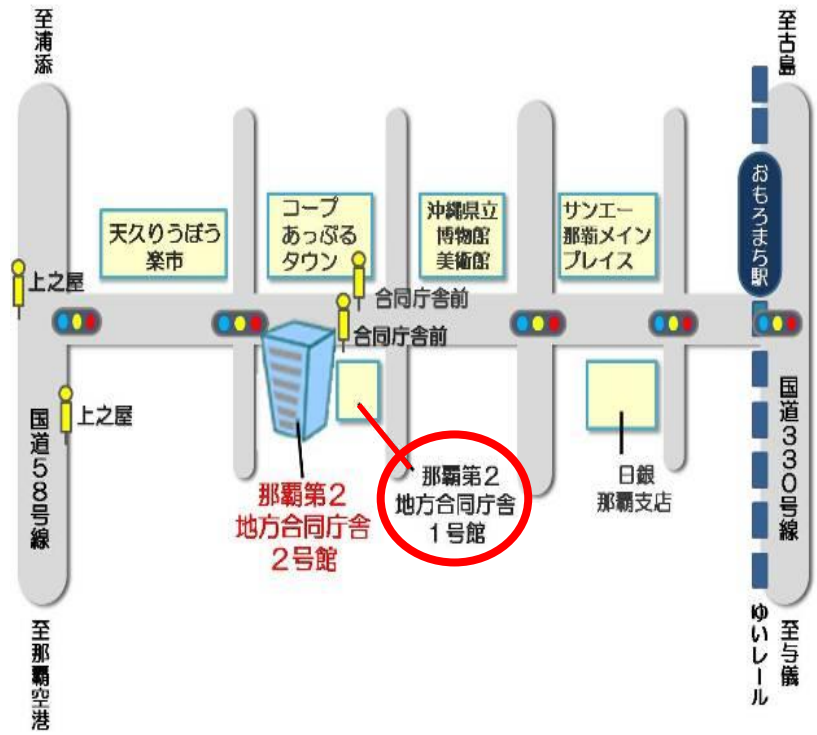 至浦添
至古島
おもろまち駅
天久りうぼう
楽市
コープ
あっぷる
タウン
沖縄県立
博物館
美術館
サンエー
那覇メイン
プレイス
上之屋
合同庁舎前
合同庁舎前
上之屋
国道58号線
国道330号線
那覇第2
地方合同庁舎
2号館
那覇第2
地方合同庁舎
1号館
日銀
那覇支店
至那覇空港
ゆいレール
至与儀